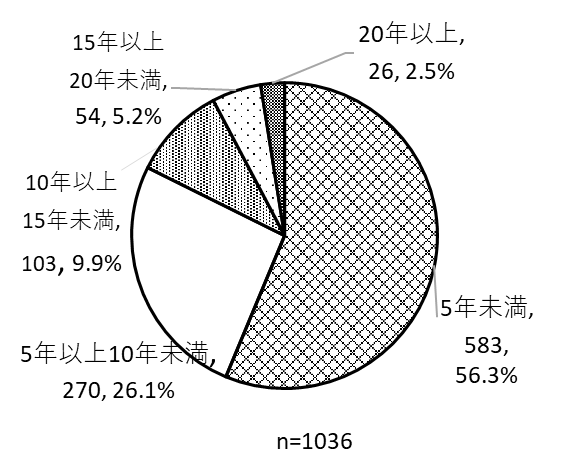 15年以上
20年未満,
54, 5.2%
20年以上,
26, 2.5%
10年以上
15年未満,
103, 9.9%
5年未満,
583,
56.3%
5年以上10年未満,
270, 26.1%
n=1036